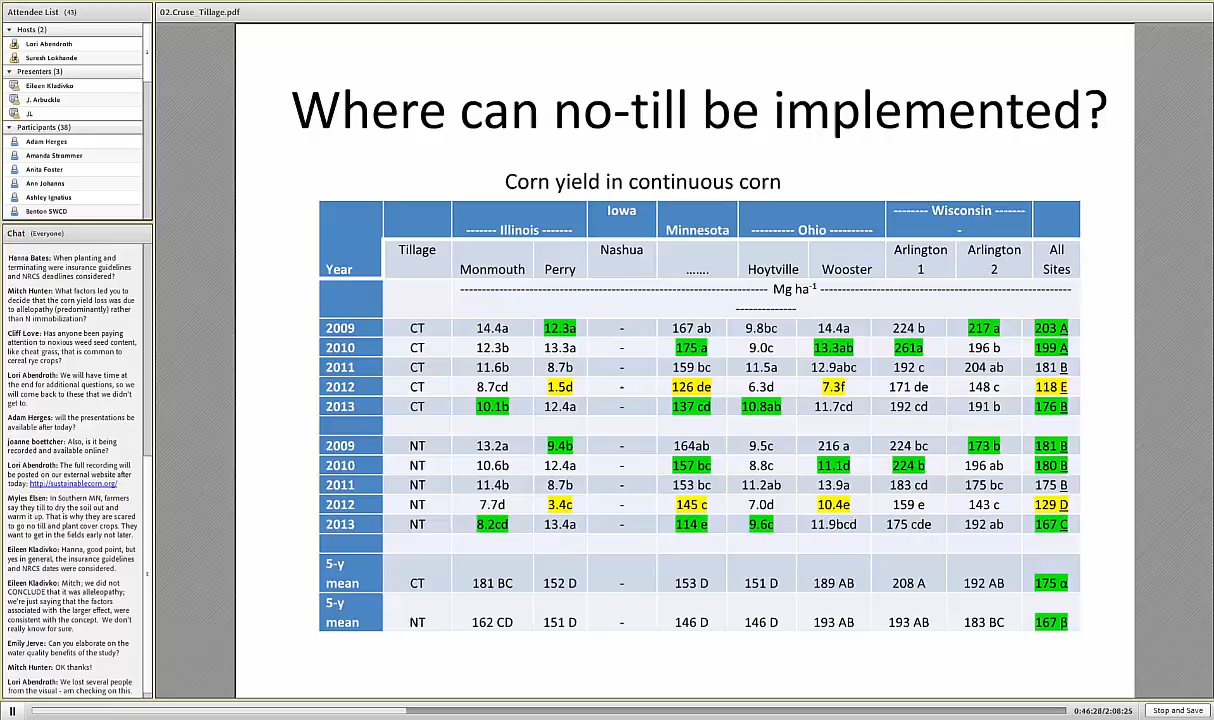 Attendee List (43)
Hosts (2)
Lori Abendroth
Suresh Lokhande
Presenters (3)
Eileen Kladivko
J. Arbuckle
JL
Participants (38)
Adam Herges
Amanda Strommer
Anita Foster
Ann Johanns
Ashley Ignatius
Benton SWCD
Chat (Everyone)
Hanna Bates: When planting and
terminating were insurance guidelines
and NRCS deadlines considered?
Mitch Hunter: What factors led you to
decide that the corn yield loss was due
to allelopathy (predominantly) rather
than N immobilization?
Cliff Love: Has anyone been paying
attention to noxious weed seed content,
like cheat grass, that is common to
cereal rye crops?
Lori Abendroth: We will have time at
the end for additional questions, so we
will come back to these that we didn't
get to.
Adam Herges: will the presentations be
available after today?
joanne boettcher: Also, is it being
recorded and available online?
Lori Abendroth: The full recording will
be posted on our external website after
today: http://sustainablecorn.org/
Myles Elsen: In Southern MN, farmers
say they till to dry the soil out and
warm it up. That is why they are scared
to go no till and plant cover crops. They
want to get in the fields early not later.
Eileen Kladivko: Hanna, good point, but
yes in general, the insurance guidelines
and NRCS dates were considered.
Eileen Kladivko: Mitch; we did not
CONCLUDE that it was alleleopathy;
we're just saying that the factors
associated with the larger effect, were
consistent with the concept. We don't
really know for sure.
Emily Jerve: Can you elaborate on the
water quality benefits of the study?
Mitch Hunter: OK thanks!
Lori Abendroth: We lost several people
from the visual - am checking on this.
02.Cruse_Tillage.pdf
Where can no-till be implemented?
Corn yield in continuous corn
Iowa -------- Wisconsin -------
------- Illinois ------- Minnesota ---------- Ohio ---------- -
Tillage Nashua Arlington Arlington All
Year Monmouth Perry ....... Hoytville Wooster 1 2 Sites
---------------------------------------------------------------- Mg ha-1 ----------------------------------------------------
--------------
2009 CT 14.4a 12.3a - 167 ab 9.8bc 14.4a 224 b 217 a 203 A
2010 CT 12.3b 13.3a - 175 a 9.0c 13.3ab 261a 196 b 199 A
2011 CT 11.6b 8.7b - 159 bc 11.5a 12.9abc 192 c 204 ab 181 B
2012 CT 8.7cd 1.5d - 126 de 6.3d 7.3f 171 de 148 c 118 E
2013 CT 10.1b 12.4a - 137 cd 10.8ab 11.7cd 192 cd 191 b 176 B
2009 NT 13.2a 9.4b - 164ab 9.5c 216 a 224 bc 173 b 181 B
2010 NT 10.6b 12.4a - 157 bc 8.8c 11.1d 224 b 196 ab 180 B
2011 NT 11.4b 8.7b - 153 bc 11.2ab 13.9a 183 cd 175 bc 175 B
2012 NT 7.7d 3.4c - 145 c 7.0d 10.4e 159 e 143 c 129 D
2013 NT 8.2cd 13.4a - 114 e 9.6c 11.9bcd 175 cde 192 ab 167 C
5-y
mean CT 181 BC 152 D - 153 D 151 D 189 AB 208 A 192 AB 175 α
5-y
mean NT 162 CD 151 D - 146 D 146 D 193 AB 193 AB 183 BC 167 β
0:46:28/2:08:25
Stop and Save